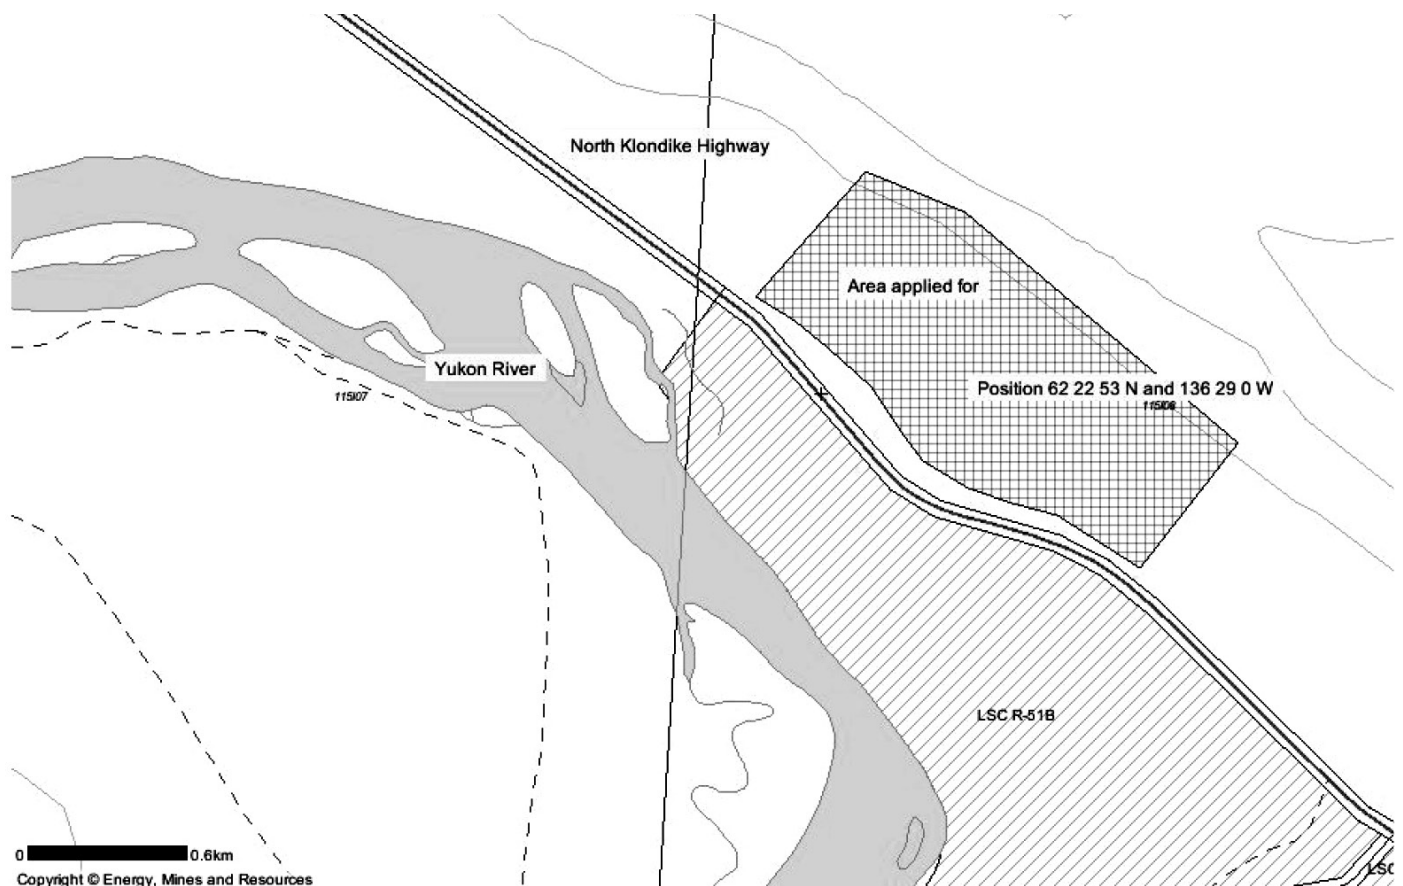 North Klondike Highway
Area applied for
Yukon River
Position 62 22 53 N and 136 29 0 W
115I07
115I06
LSC R-51B
0 0.6km
LSC
Copyright © Energy, Mines and Resources